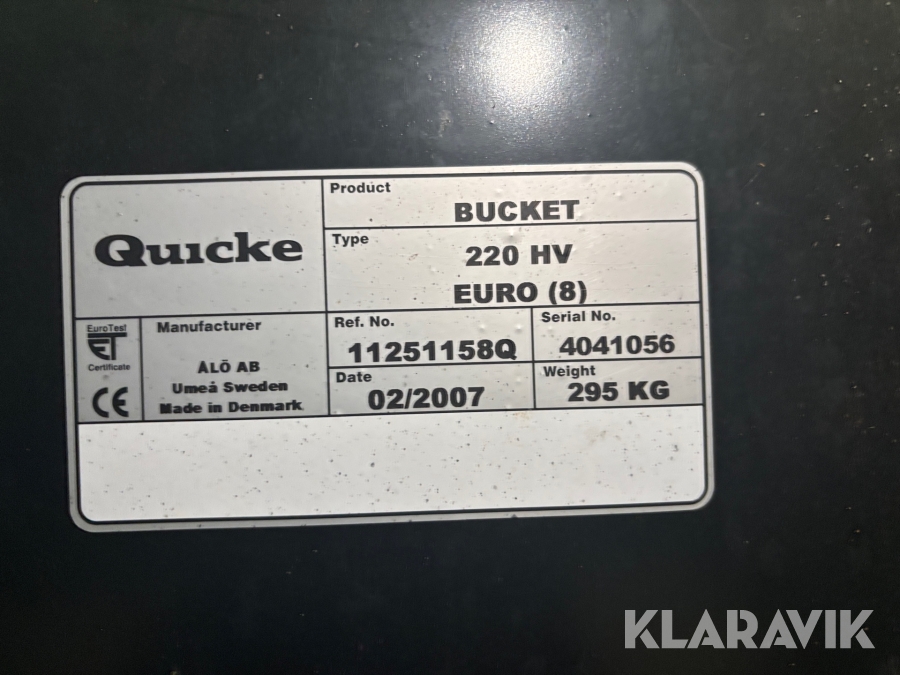 Quicke
Product
BUCKET
Type
220 HV
EURO (8)
EuroTest
ET
Certificate
CE
Manufacturer
ÅLÖ AB
Umeå Sweden
Made in Denmark
Ref. No.
11251158Q
Serial No.
4041056
Date
02/2007
Weight
295 KG
KLARAVIK